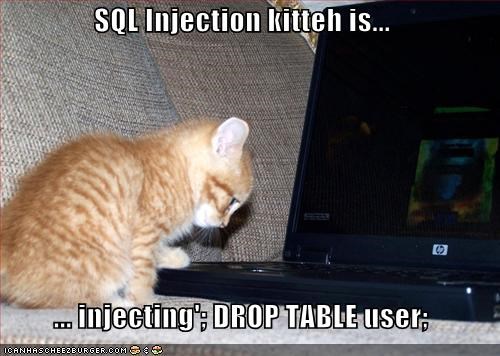 SQL Injection kitteh is...
hp
... injecting'; DROP TABLE user;
ICANHASCHEEZBURGER.COM